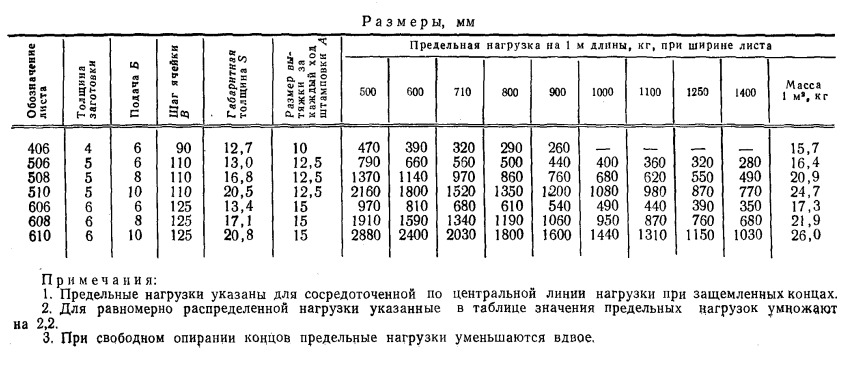 Размеры, мм
Обозначение листа | Толщина заготовки | Подача Б | Шаг ячейки В | Габаритная толщина S | Размер вытяжки за каждый ход штамповки А | Предельная нагрузка на 1 м длины, кг, при ширине листа | Масса 1 м², кг
500 | 600 | 710 | 800 | 900 | 1000 | 1100 | 1250 | 1400
406 | 4 | 6 | 90 | 12,7 | 10 | 470 | 390 | 320 | 290 | 260 | — | — | — | — | 15,7
506 | 5 | 6 | 110 | 13,0 | 12,5 | 790 | 660 | 560 | 500 | 440 | 400 | 360 | 320 | 280 | 16,4
508 | 5 | 8 | 110 | 16,8 | 12,5 | 1370 | 1140 | 970 | 860 | 760 | 680 | 620 | 550 | 490 | 20,9
510 | 5 | 10 | 110 | 20,5 | 12,5 | 2160 | 1800 | 1520 | 1350 | 1200 | 1080 | 980 | 870 | 770 | 24,7
606 | 6 | 6 | 125 | 13,4 | 15 | 970 | 810 | 680 | 610 | 540 | 490 | 440 | 390 | 350 | 17,3
608 | 6 | 8 | 125 | 17,1 | 15 | 1910 | 1590 | 1340 | 1190 | 1060 | 950 | 870 | 760 | 680 | 21,9
610 | 6 | 10 | 125 | 20,8 | 15 | 2880 | 2400 | 2030 | 1800 | 1600 | 1440 | 1310 | 1150 | 1030 | 26,0
Примечания:
1. Предельные нагрузки указаны для сосредоточенной по центральной линии нагрузки при защемленных концах.
2. Для равномерно распределенной нагрузки указанные в таблице значения предельных нагрузок умножают
на 2,2.
3. При свободном опирании концов предельные нагрузки уменьшаются вдвое.